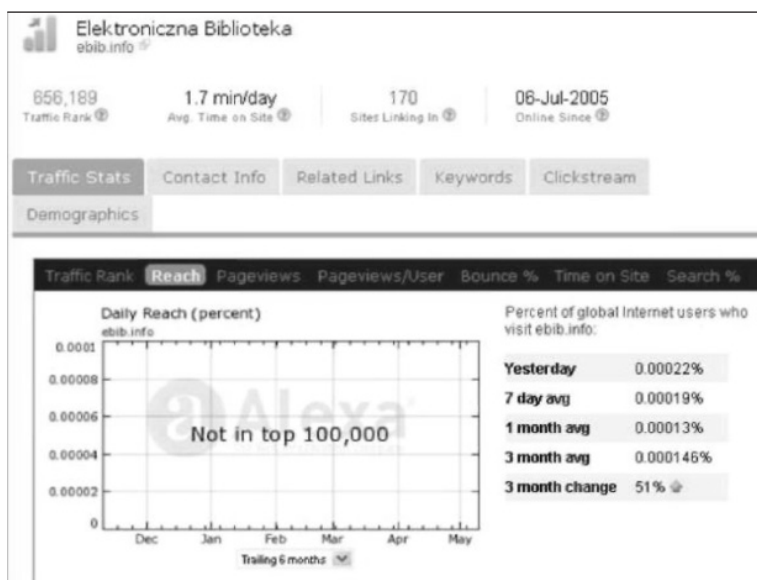 Elektroniczna Biblioteka
ebib.info
656,189 1.7 min/day 170 06-Jul-2005
Traffic Rank Avg. Time on Site Sites Linking In Online Since
Traffic Stats Contact Info Related Links Keywords Clickstream
Demographics
Traffic Rank Reach Pageviews Pageviews/User Bounce % Time on Site Search %
Daily Reach (percent)
ebib.info
0.0001
0.00008
0.00006
0.00004
0.00002
0
Alexa
Not in top 100,000
Dec Jan Feb Mar Apr May
Trailing 6 months
Percent of global Internet users who
visit ebib.info:
Yesterday 0.00022%
7 day avg 0.00019%
1 month avg 0.00013%
3 month avg 0.000146%
3 month change 51%